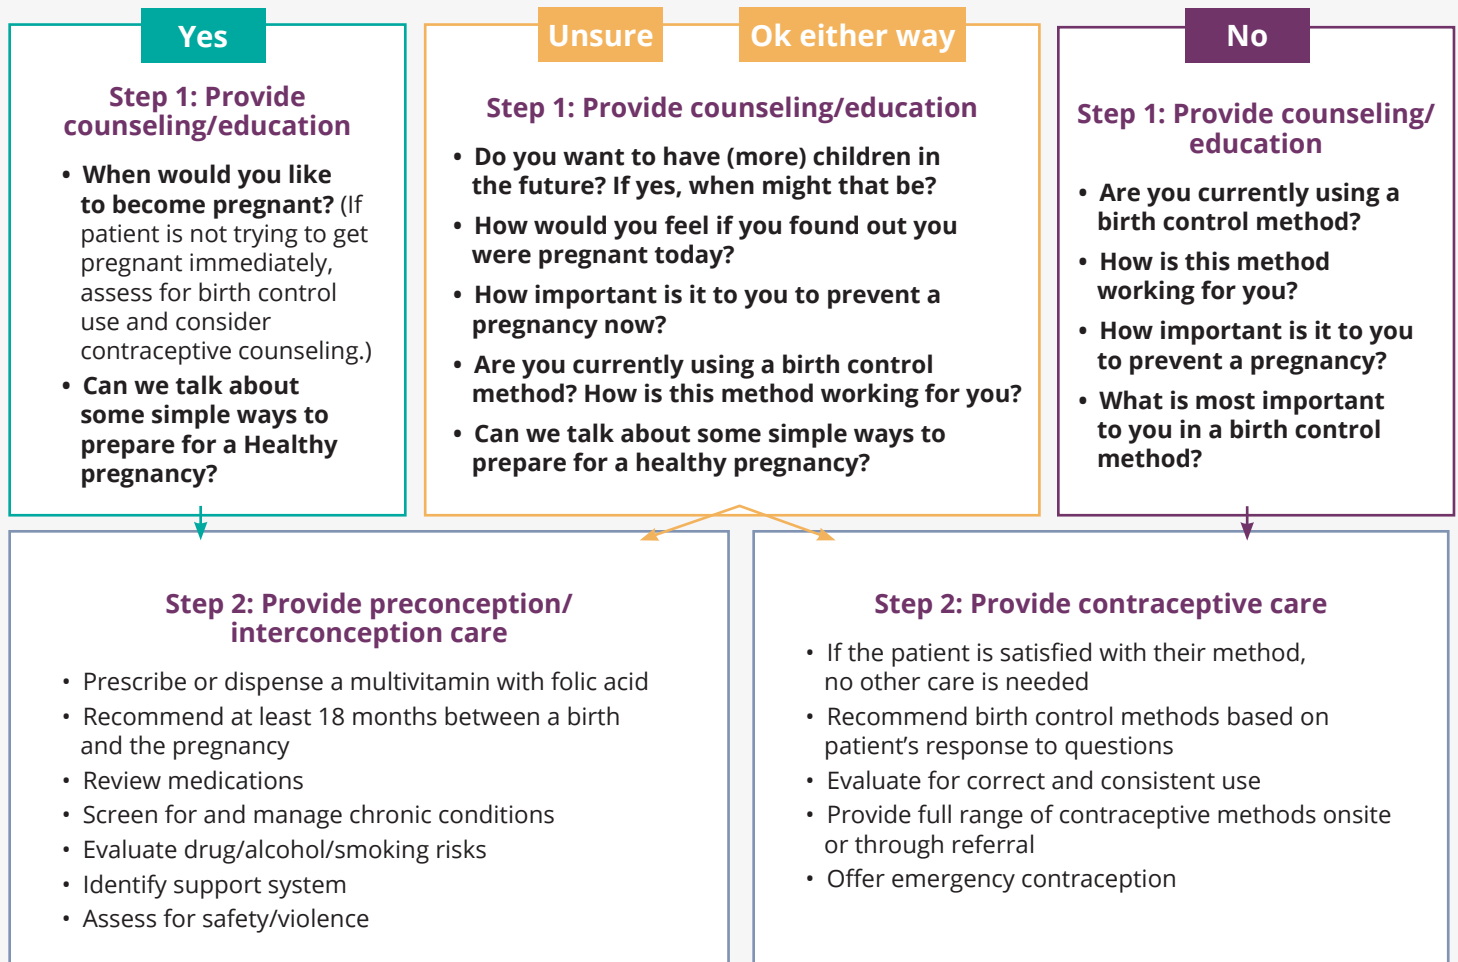 Yes
Step 1: Provide
counseling/education
• When would you like
to become pregnant? (If
patient is not trying to get
pregnant immediately,
assess for birth control
use and consider
contraceptive counseling.)
• Can we talk about
some simple ways to
prepare for a Healthy
pregnancy?
Unsure
Ok either way
Step 1: Provide counseling/education
• Do you want to have (more) children in
the future? If yes, when might that be?
• How would you feel if you found out you
were pregnant today?
• How important is it to you to prevent a
pregnancy now?
• Are you currently using a birth control
method? How is this method working for you?
• Can we talk about some simple ways to
prepare for a healthy pregnancy?
No
Step 1: Provide counseling/
education
• Are you currently using a
birth control method?
• How is this method
working for you?
• How important is it to you
to prevent a pregnancy?
• What is most important
to you in a birth control
method?
Step 2: Provide preconception/
interconception care
• Prescribe or dispense a multivitamin with folic acid
• Recommend at least 18 months between a birth
and the pregnancy
• Review medications
• Screen for and manage chronic conditions
• Evaluate drug/alcohol/smoking risks
• Identify support system
• Assess for safety/violence
Step 2: Provide contraceptive care
• If the patient is satisfied with their method,
no other care is needed
• Recommend birth control methods based on
patient's response to questions
• Evaluate for correct and consistent use
• Provide full range of contraceptive methods onsite
or through referral
• Offer emergency contraception